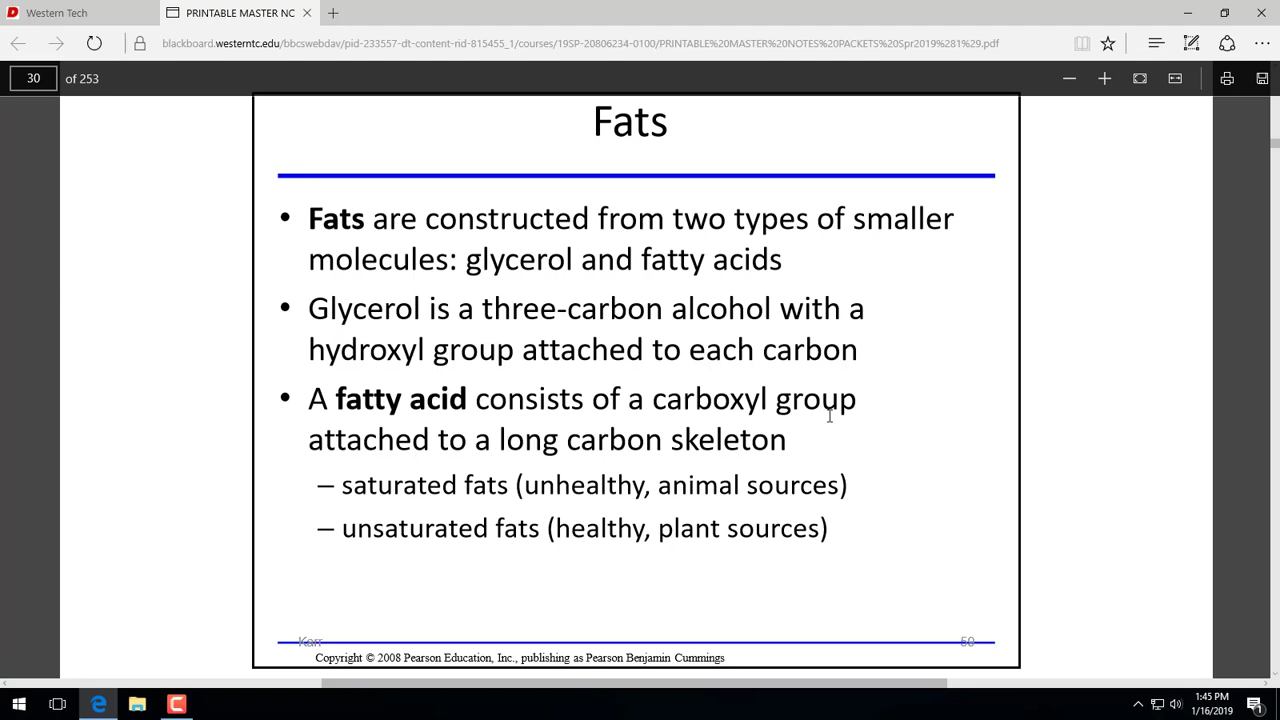 Western Tech
PRINTABLE MASTER NC
blackboard.westerntc.edu/bbcswebdav/pid-233557-dt-content-rid-815455_1/courses/19SP-20806234-0100/PRINTABLE%20MASTER%20NOTES%20PACKETS%20Spr2019%281%29.pdf
30 of 253
Fats
• Fats are constructed from two types of smaller
molecules: glycerol and fatty acids
• Glycerol is a three-carbon alcohol with a
hydroxyl group attached to each carbon
• A fatty acid consists of a carboxyl group
attached to a long carbon skeleton
– saturated fats (unhealthy, animal sources)
– unsaturated fats (healthy, plant sources)
Karr
50
Copyright © 2008 Pearson Education, Inc., publishing as Pearson Benjamin Cummings
1:45 PM
1/16/2019